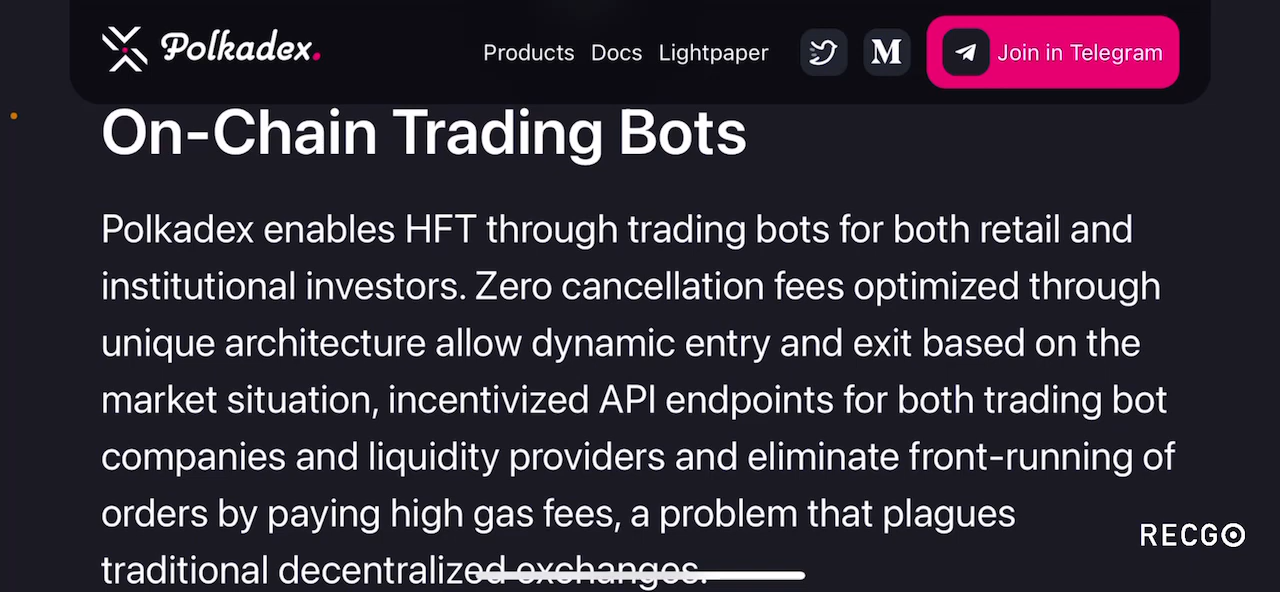 Polkadex.
Products Docs Lightpaper M Join in Telegram
On-Chain Trading Bots
Polkadex enables HFT through trading bots for both retail and
institutional investors. Zero cancellation fees optimized through
unique architecture allow dynamic entry and exit based on the
market situation, incentivized API endpoints for both trading bot
companies and liquidity providers and eliminate front-running of
orders by paying high gas fees, a problem that plagues
traditional decentralized exchanges.
RECGO